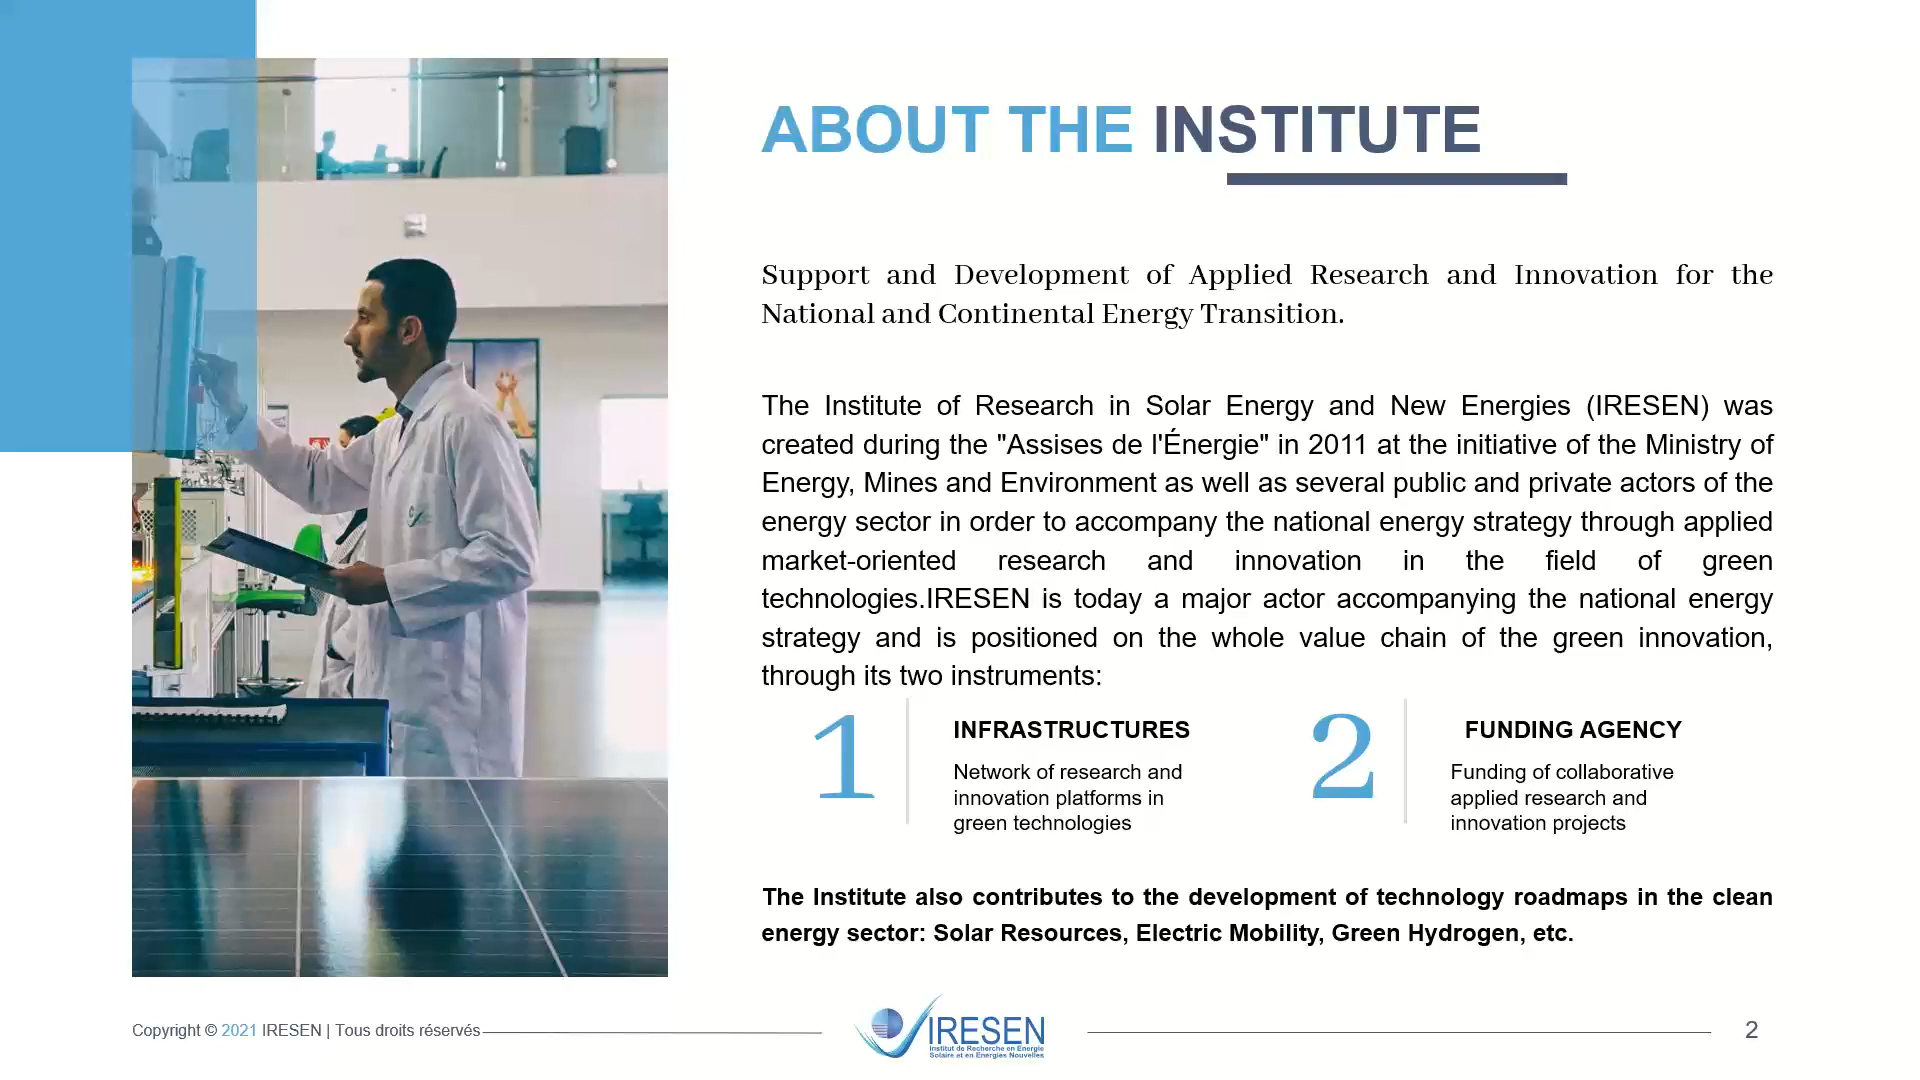 ABOUT THE INSTITUTE
Support and Development of Applied Research and Innovation for the
National and Continental Energy Transition.
The Institute of Research in Solar Energy and New Energies (IRESEN) was
created during the "Assises de l'Énergie" in 2011 at the initiative of the Ministry of
Energy, Mines and Environment as well as several public and private actors of the
energy sector in order to accompany the national energy strategy through applied
market-oriented research and innovation in the field of green
technologies.IRESEN is today a major actor accompanying the national energy
strategy and is positioned on the whole value chain of the green innovation,
through its two instruments:
1
INFRASTRUCTURES
Network of research and
innovation platforms in
green technologies
2
FUNDING AGENCY
Funding of collaborative
applied research and
innovation projects
The Institute also contributes to the development of technology roadmaps in the clean
energy sector: Solar Resources, Electric Mobility, Green Hydrogen, etc.
Copyright © 2021 IRESEN | Tous droits réservés
IRESEN
Institut de Recherche en Energie
Solaire et en Energies Nouvelles
2